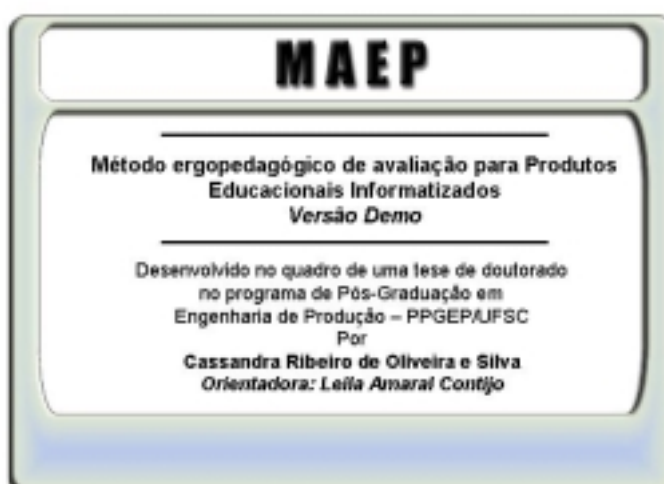 MAEP
Método ergopedagógico de avaliação para Produtos
Educacionais Informatizados
Versão Demo
Desenvolvido no quadro de uma tese de doutorado
no programa de Pós-Graduação em
Engenharia de Produção – PPGEP/UFSC
Por
Cassandra Ribeiro de Oliveira e Silva
Orientadora: Leila Amaral Contijo